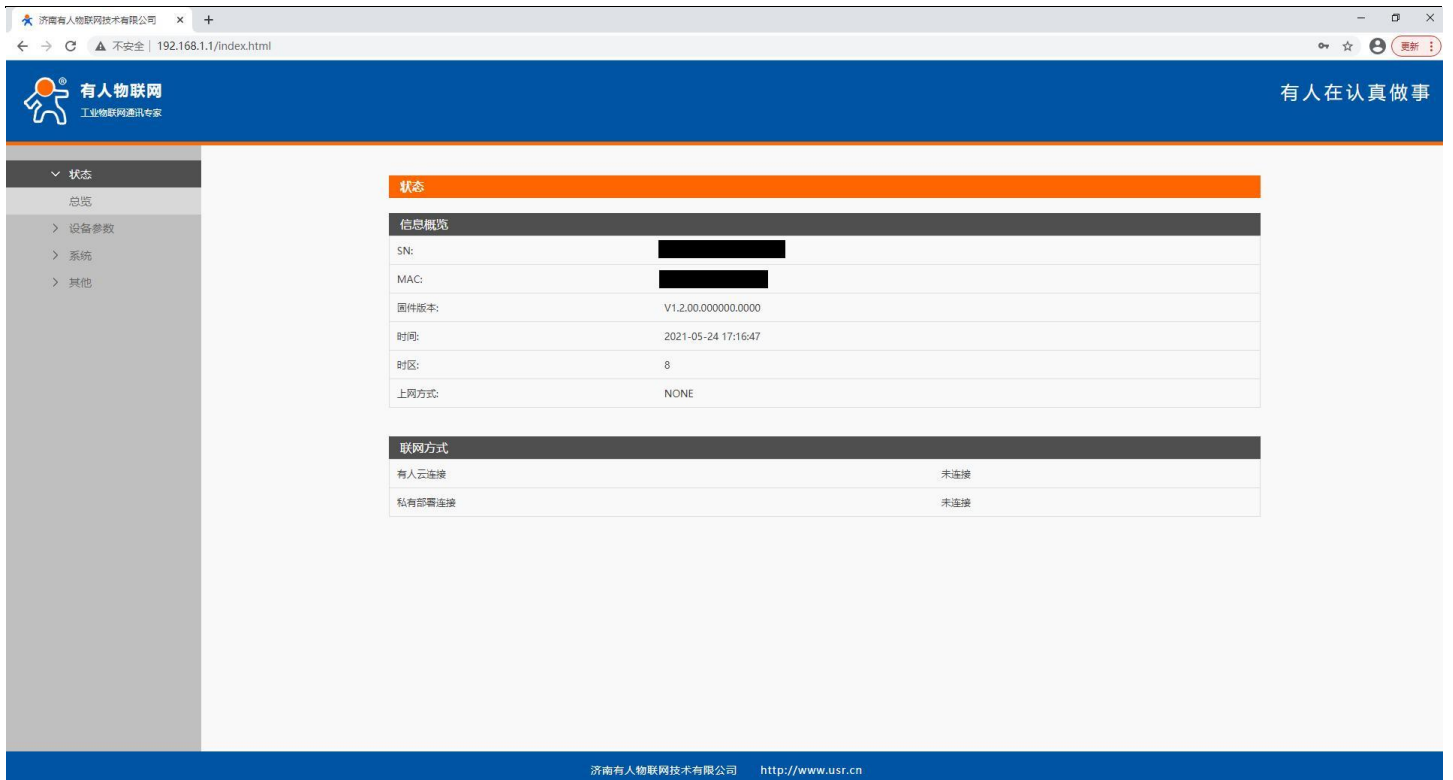 济南有人物联网技术有限公司
不安全 192.168.1.1/index.html
更新
有人物联网
工业物联网通讯专家
有人在认真做事
状态
总览
设备参数
系统
其他
状态
信息概览
SN:
MAC:
固件版本: V1.2.00.000000.0000
时间: 2021-05-24 17:16:47
时区: 8
上网方式: NONE
联网方式
有人云连接 未连接
私有部署连接 未连接
济南有人物联网技术有限公司 http://www.usr.cn